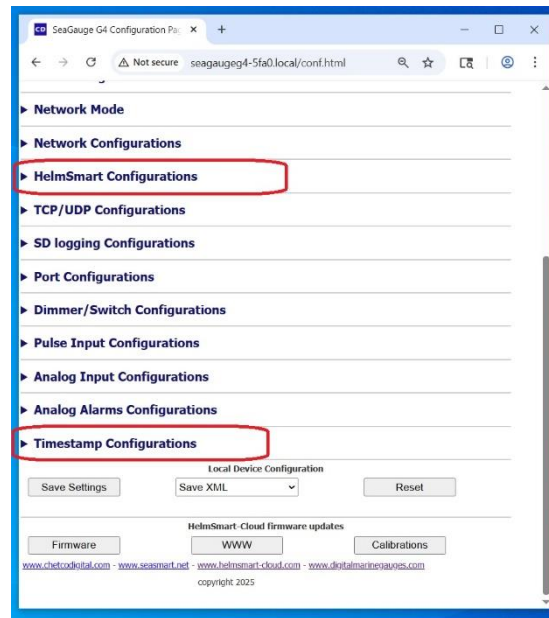 SeaGauge G4 Configuration Pag
Not secure seagaugeg4-5fa0.local/conf.html
▶ Network Mode
▶ Network Configurations
▶ HelmSmart Configurations
▶ TCP/UDP Configurations
▶ SD logging Configurations
▶ Port Configurations
▶ Dimmer/Switch Configurations
▶ Pulse Input Configurations
▶ Analog Input Configurations
▶ Analog Alarms Configurations
▶ Timestamp Configurations
Local Device Configuration
Save Settings Save XML Reset
HelmSmart-Cloud firmware updates
Firmware WWW Calibrations
www.chetcodigital.com - www.seasmart.net - www.helmsmart-cloud.com - www.digitalmarinegauges.com
copyright 2025